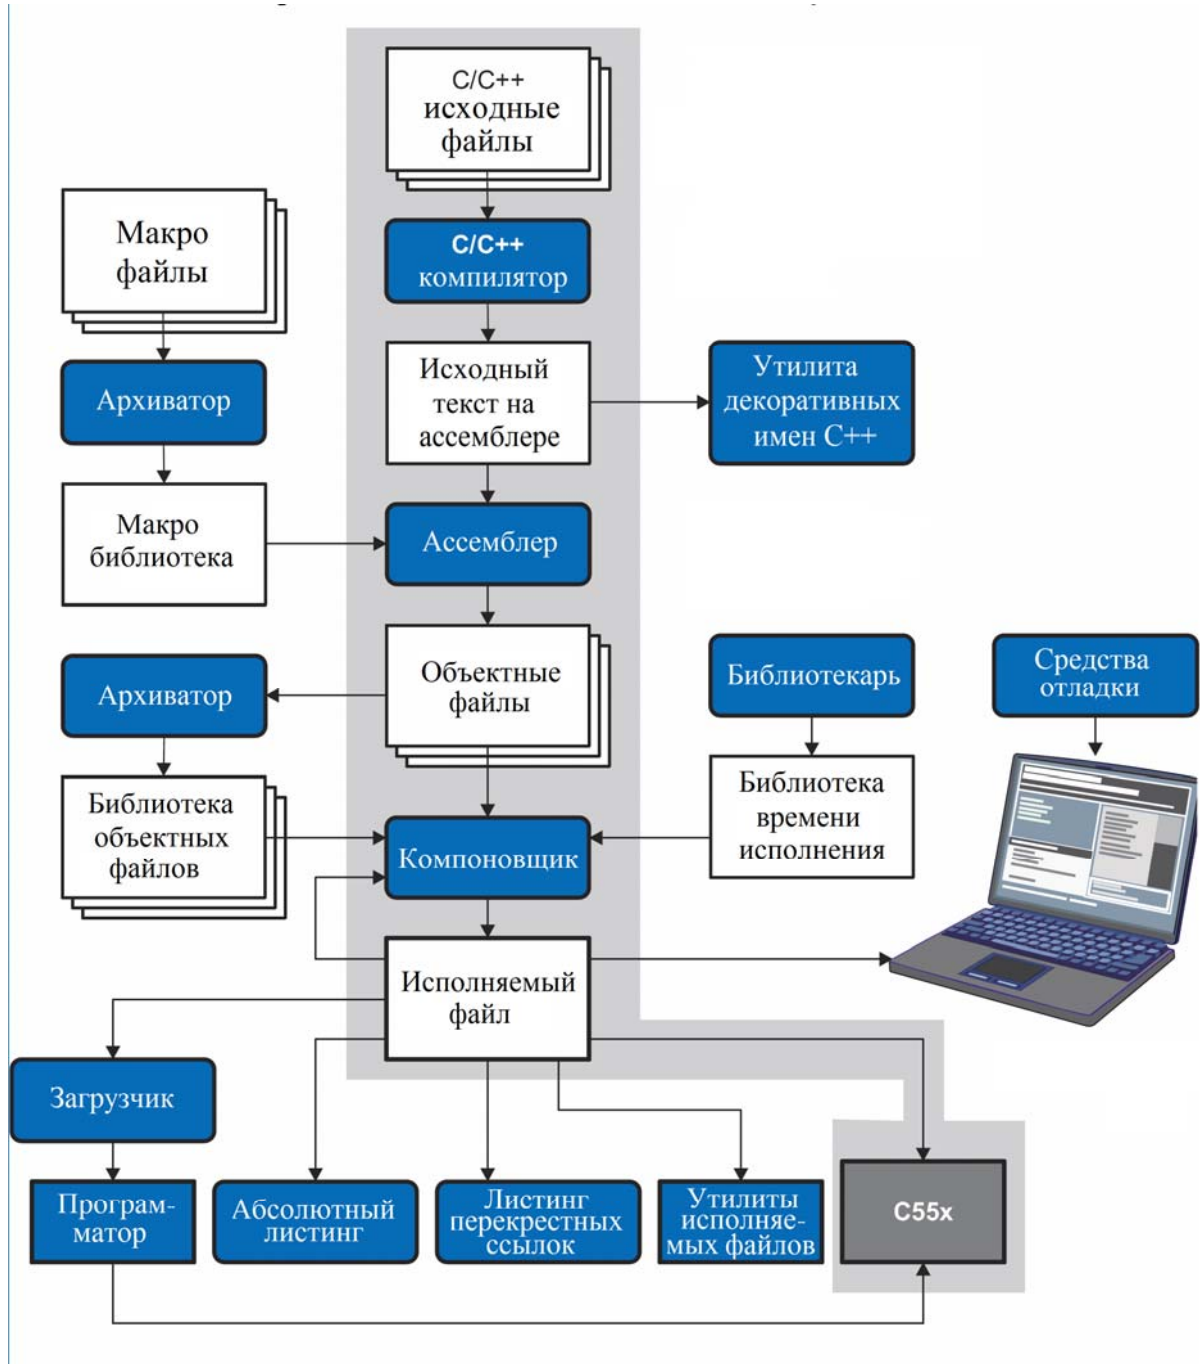 C/C++
исходные
файлы
Макро
файлы
C/C++
компилятор
Архиватор
Исходный
текст на
ассемблере
Утилита
декоративных
имен C++
Макро
библиотека
Ассемблер
Архиватор
Объектные
файлы
Библиотекарь
Средства
отладки
Библиотека
объектных
файлов
Компоновщик
Библиотека
времени
исполнения
Исполняемый
файл
Загрузчик
Програм-
матор
Абсолютный
листинг
Листинг
перекрестных
ссылок
Утилиты
исполняе-
мых файлов
C55x